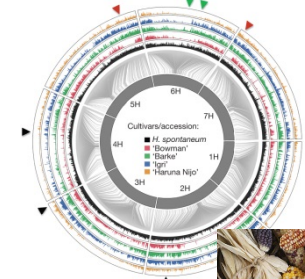 6H
5H
7H
Cultivars/accession:
H. spontaneum
'Bowman'
4H
'Barke'
1H
'Igri'
'Haruna Nijo'
3H
2H